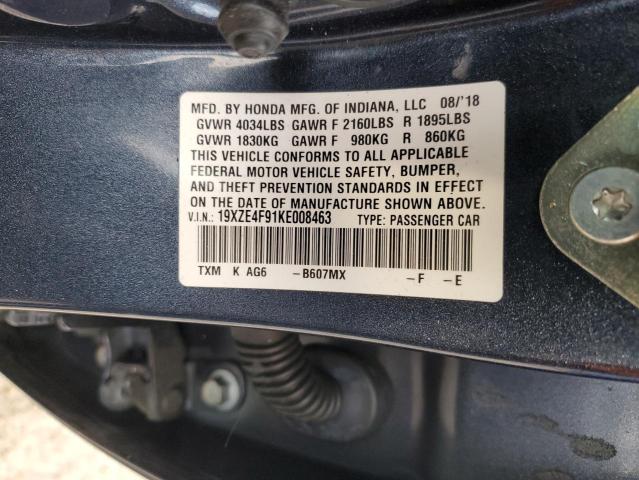 MFD. BY HONDA MFG. OF INDIANA, LLC 08/'18
GVWR 4034LBS GAWR F 2160LBS R 1895LBS
GVWR 1830KG GAWR F 980KG R 860KG
THIS VEHICLE CONFORMS TO ALL APPLICABLE
FEDERAL MOTOR VEHICLE SAFETY, BUMPER,
AND THEFT PREVENTION STANDARDS IN EFFECT
ON THE DATE OF MANUFACTURE SHOWN ABOVE.
V.I.N.: 19XZE4F91KE008463 TYPE: PASSENGER CAR
TXM K AG6 -B607MX -F -E